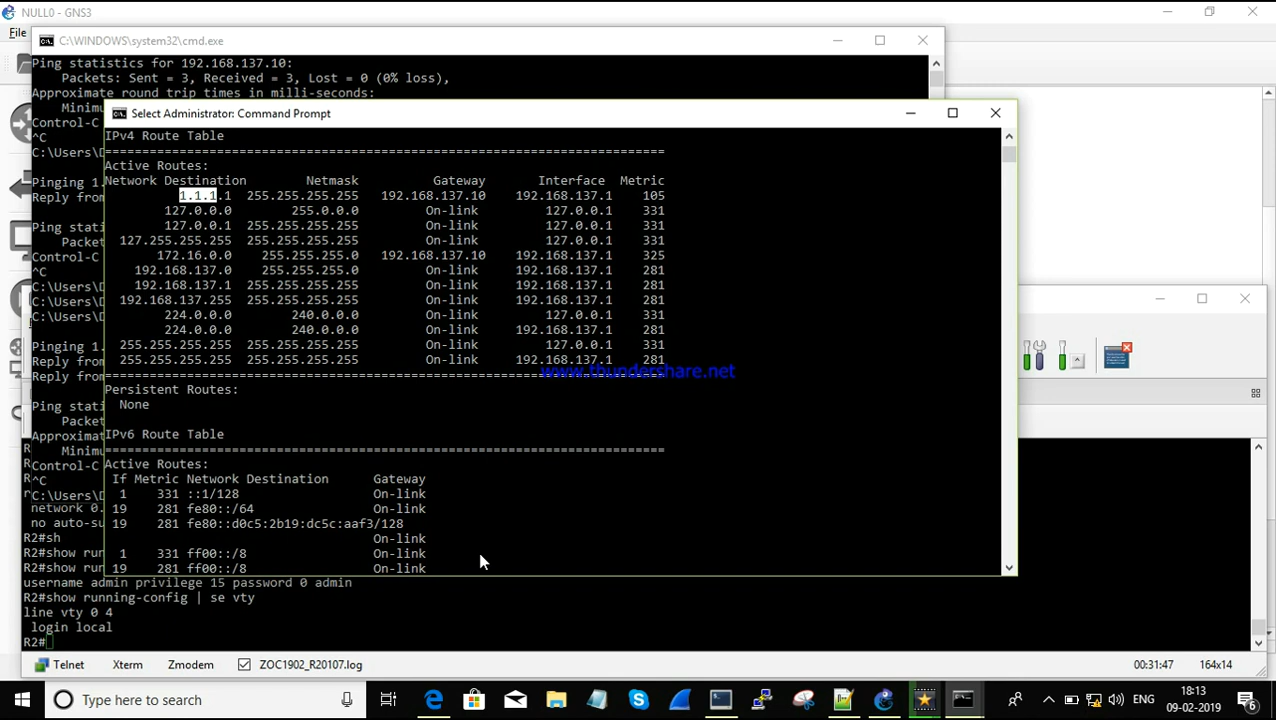 NULL0 - GNS3
File
C:\WINDOWS\system32\cmd.exe
Ping statistics for 192.168.137.10:
Packets: Sent = 3, Received = 3, Lost = 0 (0% loss),
Approximate round trip times in milli-seconds:
Control-C
^C
Pinging 1.
Reply from
Control-C
^C
Pinging 1.
Reply from
Reply from
Control-C
^C
Select Administrator: Command Prompt
IPv4 Route Table
===========================================================================
Active Routes:
Network Destination Netmask Gateway Interface Metric
1.1.1.1 255.255.255.255 192.168.137.10 192.168.137.1 105
127.0.0.0 255.0.0.0 On-link 127.0.0.1 331
127.0.0.1 255.255.255.255 On-link 127.0.0.1 331
127.255.255.255 255.255.255.255 On-link 127.0.0.1 331
172.16.0.0 255.255.255.0 192.168.137.10 192.168.137.1 325
192.168.137.0 255.255.255.0 On-link 192.168.137.1 281
192.168.137.1 255.255.255.255 On-link 192.168.137.1 281
192.168.137.255 255.255.255.255 On-link 192.168.137.1 281
224.0.0.0 240.0.0.0 On-link 127.0.0.1 331
224.0.0.0 240.0.0.0 On-link 192.168.137.1 281
255.255.255.255 255.255.255.255 On-link 127.0.0.1 331
255.255.255.255 255.255.255.255 On-link 192.168.137.1 281
www.thundershare.net
===========================================================================
Persistent Routes:
None
IPv6 Route Table
===========================================================================
Active Routes:
If Metric Network Destination Gateway
1 331 ::1/128 On-link
19 281 fe80::/64 On-link
19 281 fe80::d0c5:2b19:dc5c:aaf3/128
On-link
1 331 ff00::/8 On-link
19 281 ff00::/8 On-link
network 0.
no auto-su
R2#sh
R2#show run
R2#show run
username admin privilege 15 password 0 admin
R2#show running-config | se vty
line vty 0 4
login local
R2#
Telnet Xterm Zmodem ZOC1902_R20107.log 00:31:47 164x14
Type here to search
ENG
18:13
09-02-2019
6